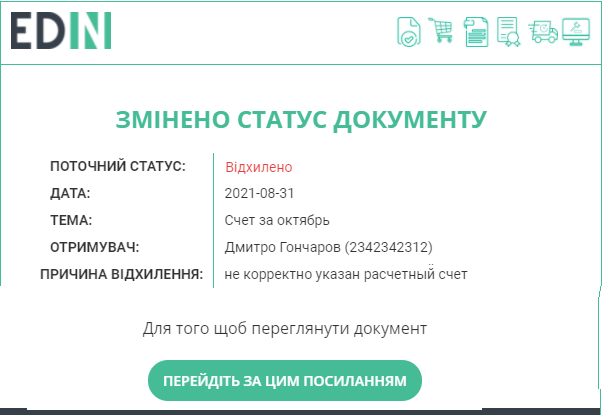 EDIN
ЗМІНЕНО СТАТУС ДОКУМЕНТУ
ПОТОЧНИЙ СТАТУС: Відхилено
ДАТА: 2021-08-31
ТЕМА: Счет за октябрь
ОТРИМУВАЧ: Дмитро Гончаров (2342342312)
ПРИЧИНА ВІДХИЛЕННЯ: не корректно указан расчетный счет
Для того щоб переглянути документ
ПЕРЕЙДІТЬ ЗА ЦИМ ПОСИЛАННЯМ